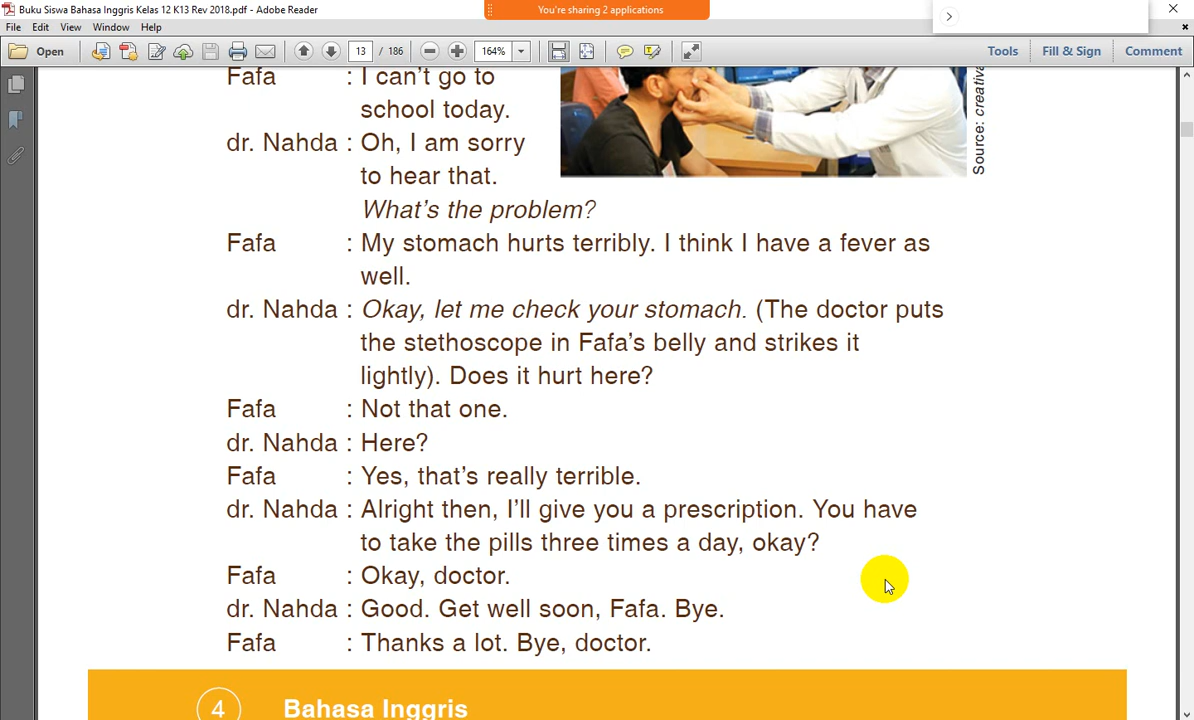 Buku Siswa Bahasa Inggris Kelas 12 K13 Rev 2018.pdf - Adobe Reader
You're sharing 2 applications
File Edit View Window Help
Open 13 / 186 164% Tools Fill & Sign Comment
Fafa : I can't go to
school today.
dr. Nahda : Oh, I am sorry
to hear that.
What's the problem?
Source: creativa
Fafa : My stomach hurts terribly. I think I have a fever as
well.
dr. Nahda : Okay, let me check your stomach. (The doctor puts
the stethoscope in Fafa's belly and strikes it
lightly). Does it hurt here?
Fafa : Not that one.
dr. Nahda : Here?
Fafa : Yes, that's really terrible.
dr. Nahda : Alright then, I'll give you a prescription. You have
to take the pills three times a day, okay?
Fafa : Okay, doctor.
dr. Nahda : Good. Get well soon, Fafa. Bye.
Fafa : Thanks a lot. Bye, doctor.
4 Bahasa Inggris